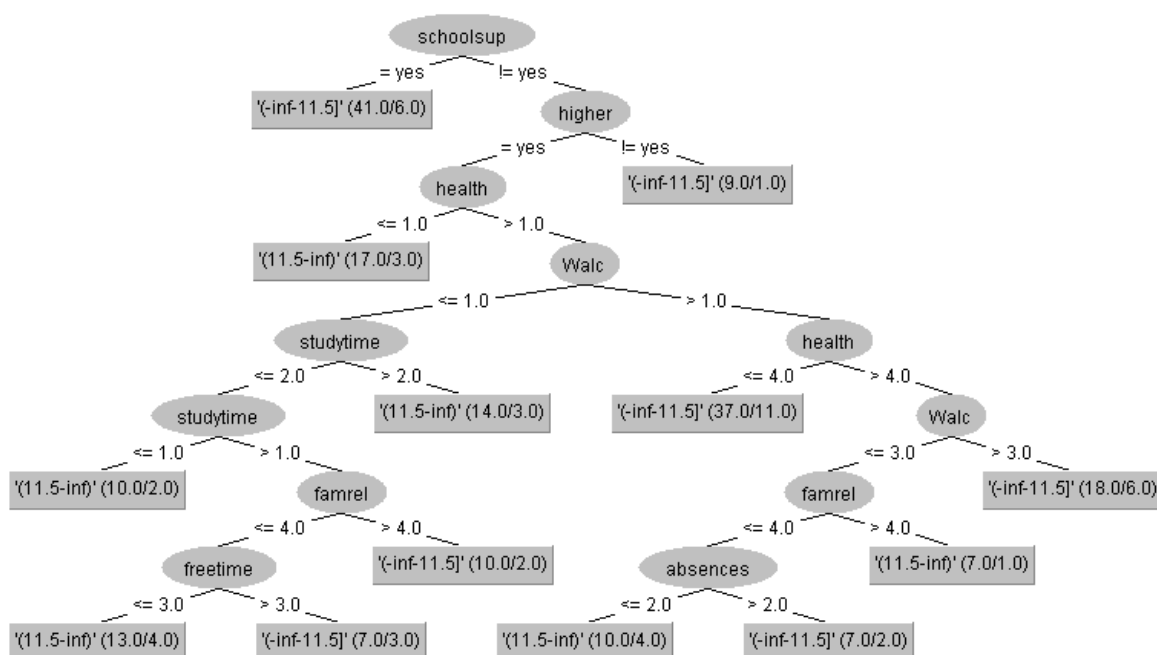 schoolsup
= yes != yes
'(-inf-11.5]' (41.0/6.0) higher
= yes != yes
health '(-inf-11.5]' (9.0/1.0)
<= 1.0 > 1.0
'(11.5-inf)' (17.0/3.0) Walc
<= 1.0 > 1.0
studytime health
<= 2.0 > 2.0 <= 4.0 > 4.0
studytime '(11.5-inf)' (14.0/3.0) '(-inf-11.5]' (37.0/11.0) Walc
<= 1.0 > 1.0 <= 3.0 > 3.0
'(11.5-inf)' (10.0/2.0) famrel famrel '(-inf-11.5]' (18.0/6.0)
<= 4.0 > 4.0 <= 4.0 > 4.0
freetime '(-inf-11.5]' (10.0/2.0) absences '(11.5-inf)' (7.0/1.0)
<= 3.0 > 3.0 <= 2.0 > 2.0
'(11.5-inf)' (13.0/4.0) '(-inf-11.5]' (7.0/3.0) '(11.5-inf)' (10.0/4.0) '(-inf-11.5]' (7.0/2.0)